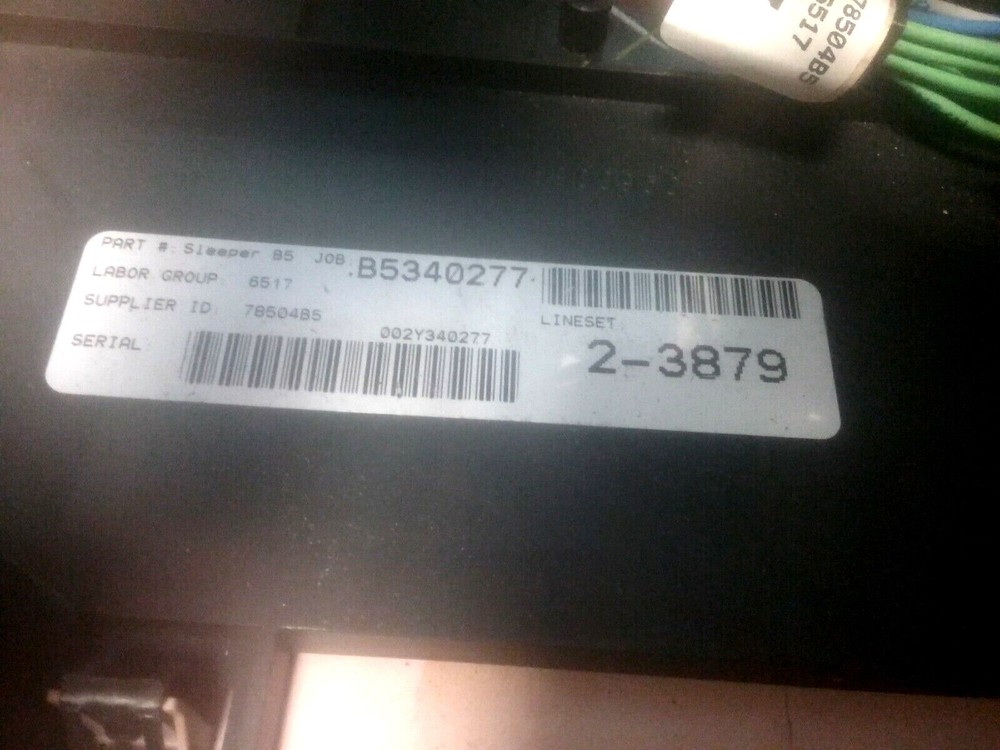 78504B5
6517
PART #: Sleeper B5 JOB B5340277
LABOR GROUP 6517
SUPPLIER ID: 78504B5
LINESET
002Y340277
SERIAL
2-3879